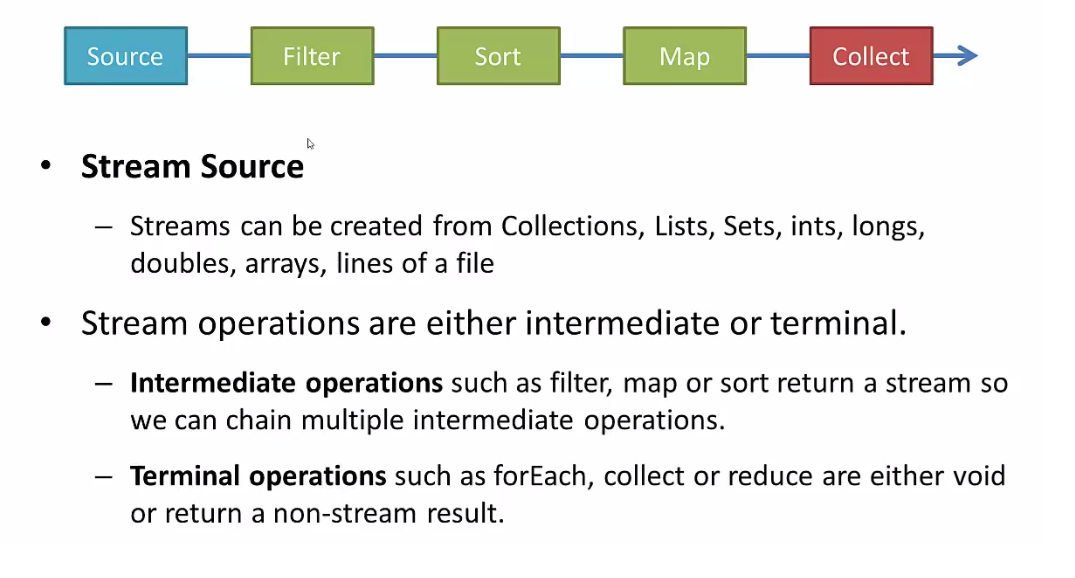 Source Filter Sort Map Collect
• Stream Source
– Streams can be created from Collections, Lists, Sets, ints, longs,
doubles, arrays, lines of a file
• Stream operations are either intermediate or terminal.
– Intermediate operations such as filter, map or sort return a stream so
we can chain multiple intermediate operations.
– Terminal operations such as forEach, collect or reduce are either void
or return a non-stream result.